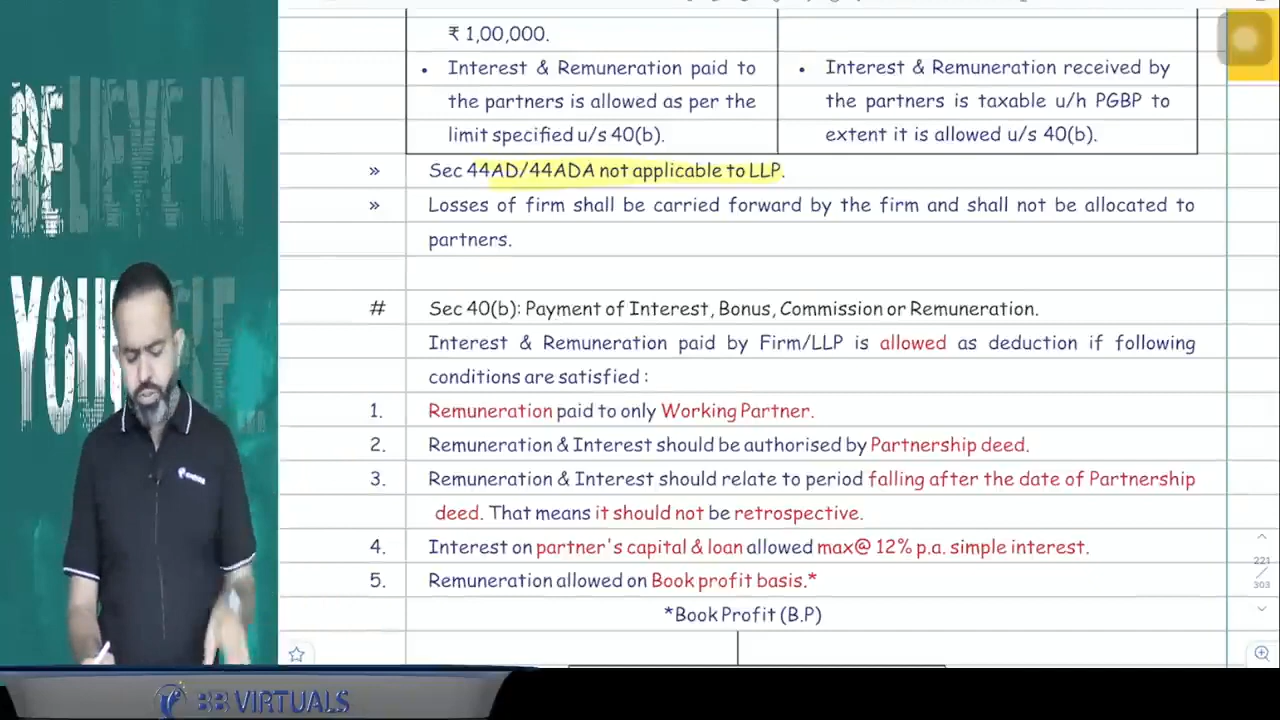 ₹ 1,00,000.
• Interest & Remuneration paid to
the partners is allowed as per the
limit specified u/s 40(b).
• Interest & Remuneration received by
the partners is taxable u/h PGBP to
extent it is allowed u/s 40(b).
» Sec 44AD/44ADA not applicable to LLP.
» Losses of firm shall be carried forward by the firm and shall not be allocated to
partners.
# Sec 40(b): Payment of Interest, Bonus, Commission or Remuneration.
Interest & Remuneration paid by Firm/LLP is allowed as deduction if following
conditions are satisfied :
1. Remuneration paid to only Working Partner.
2. Remuneration & Interest should be authorised by Partnership deed.
3. Remuneration & Interest should relate to period falling after the date of Partnership
deed. That means it should not be retrospective.
4. Interest on partner's capital & loan allowed max@ 12% p.a. simple interest.
5. Remuneration allowed on Book profit basis.*
*Book Profit (B.P)
221
303
BELIEVE IN
BB VIRTUALS